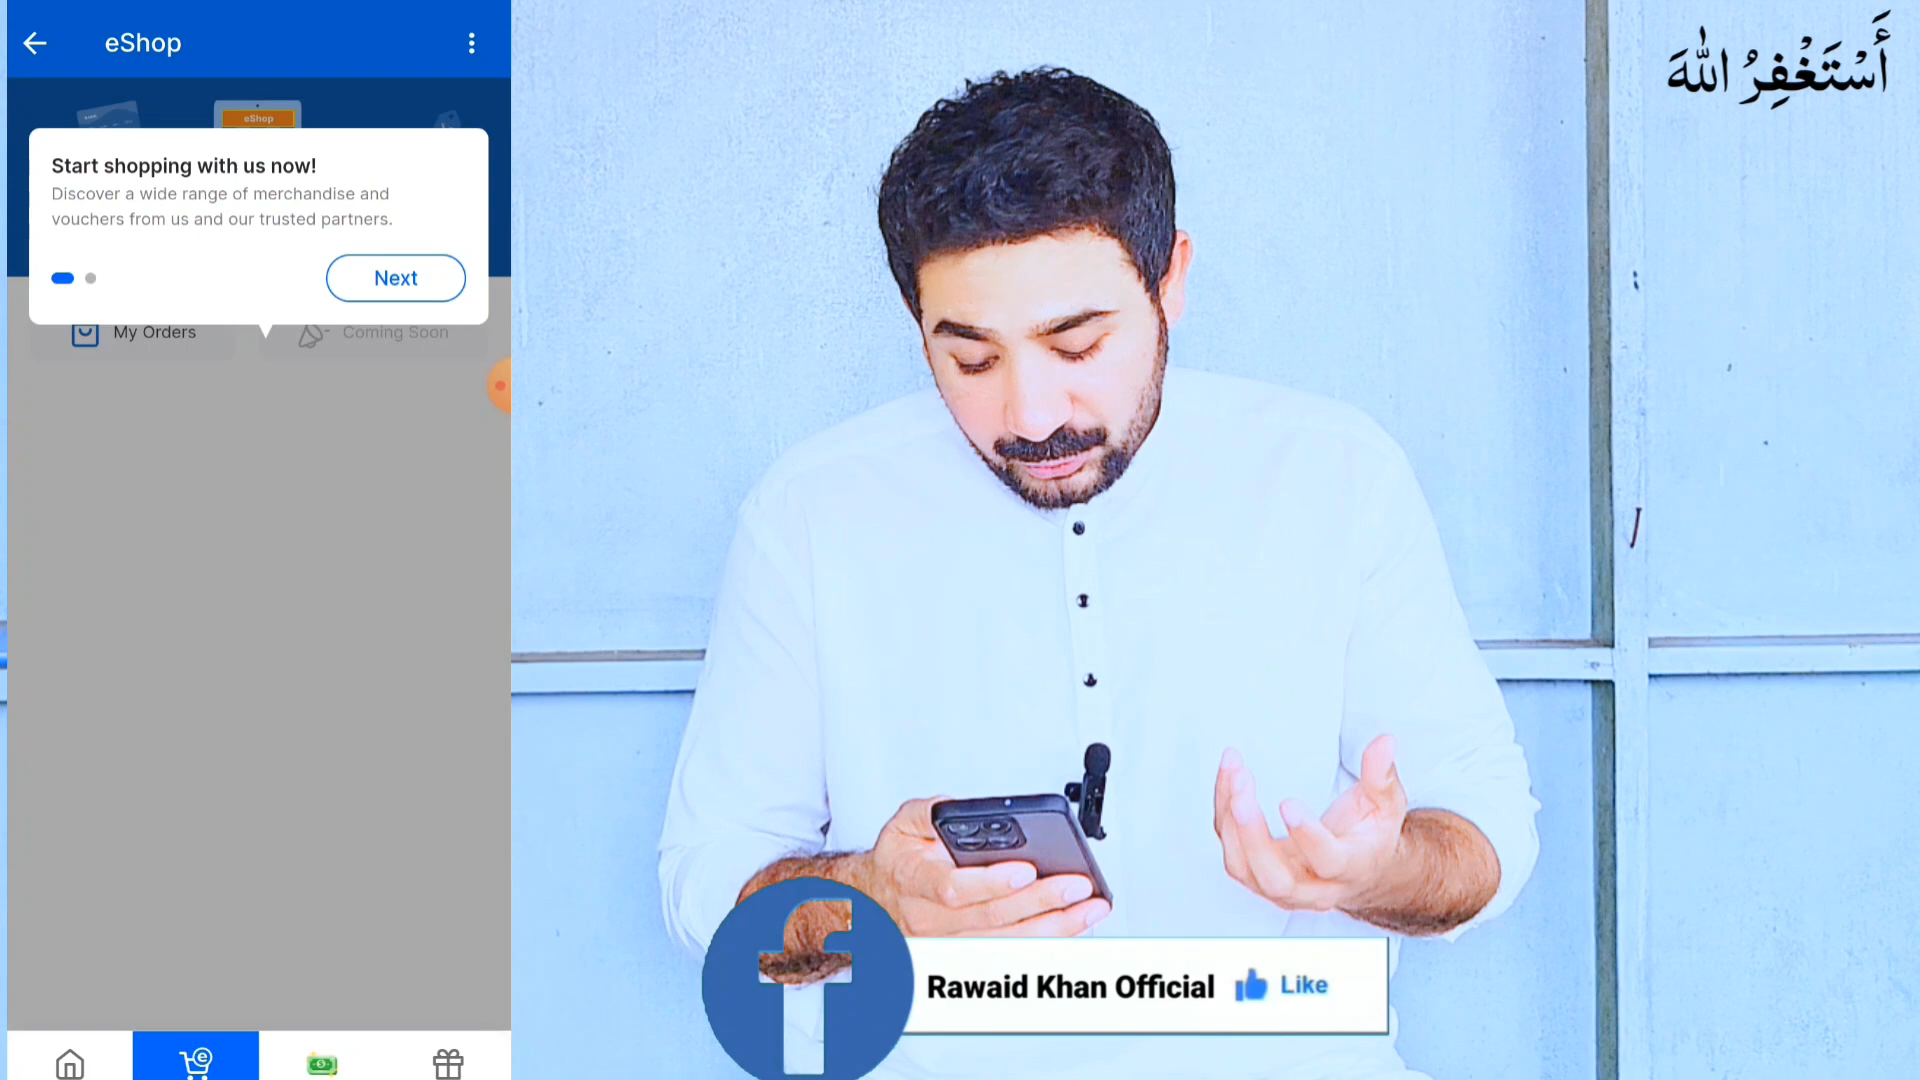 eShop
eShop
Start shopping with us now!
Discover a wide range of merchandise and
vouchers from us and our trusted partners.
Next
My Orders
Coming Soon
أَسْتَغْفِرُ اللهَ
Rawaid Khan Official
Like